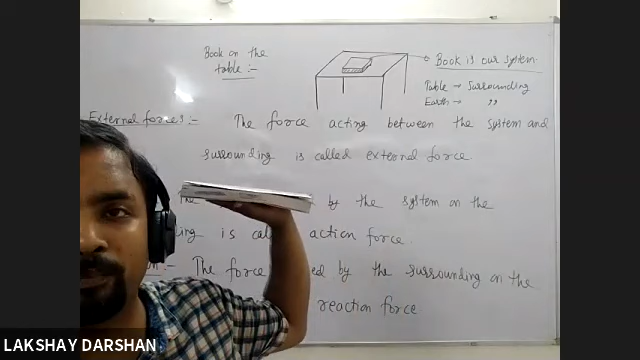 Book on the
table :-
Book is our system.
Table → Surrounding
Earth → "
External forces :- The force acting between the system and
surrounding is called external force
the by the system on the
is action force.
The force by the surrounding on the
reaction force
LAKSHAY DARSHAN